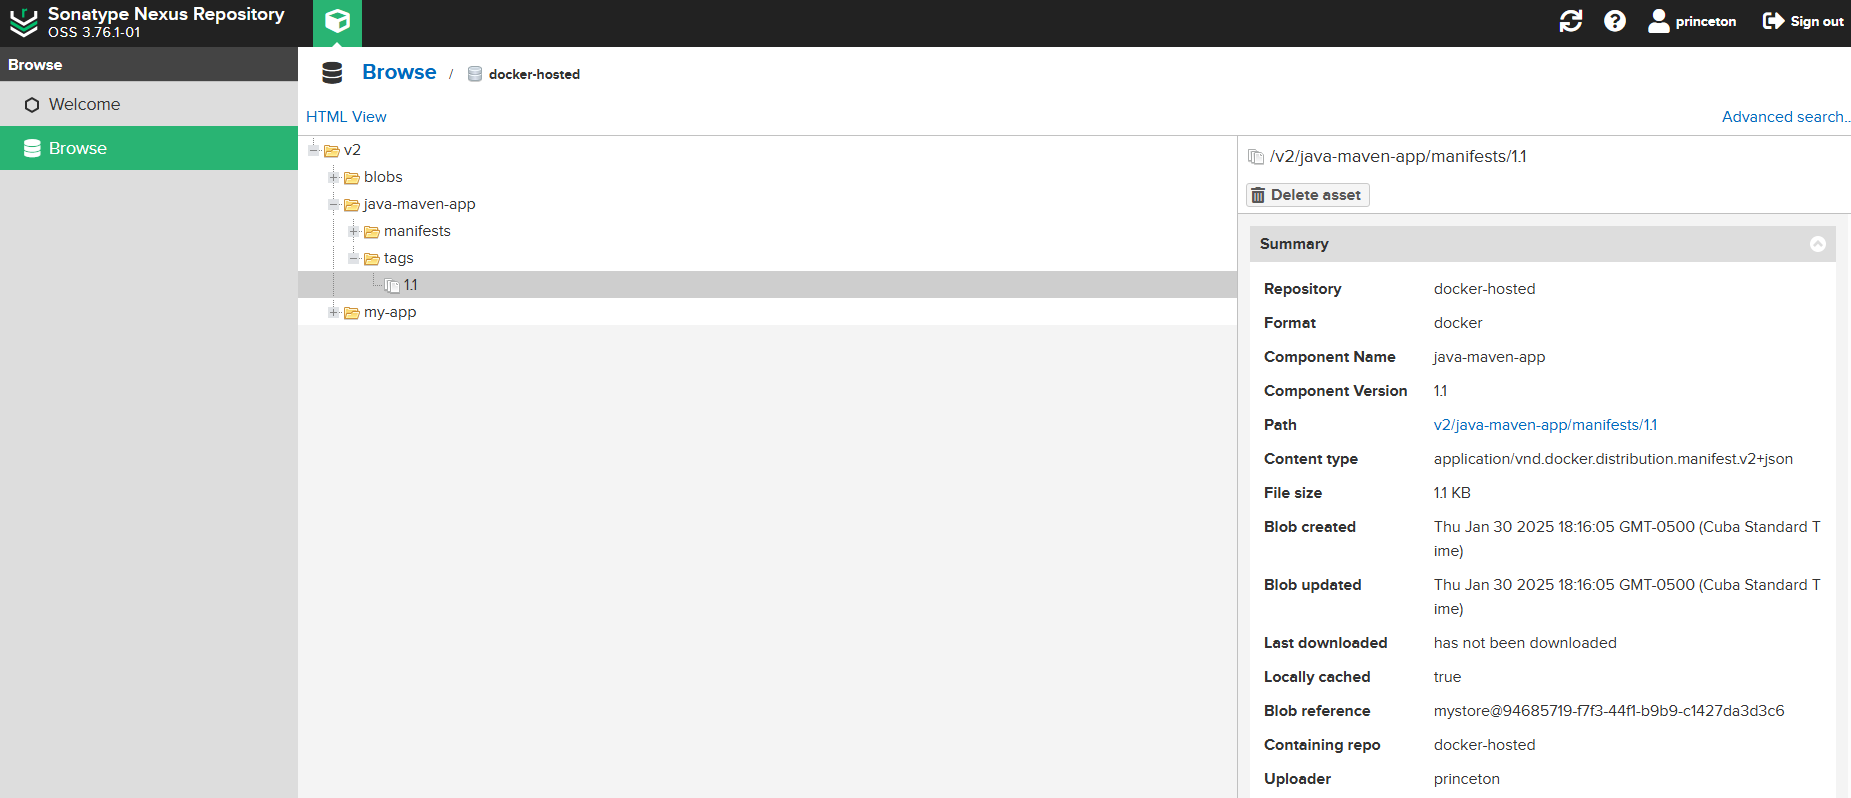 Sonatype Nexus Repository
OSS 3.76.1-01
princeton
Sign out
Browse
Welcome
Browse
Browse / docker-hosted
HTML View
Advanced search..
v2
blobs
java-maven-app
manifests
tags
1.1
my-app
/v2/java-maven-app/manifests/1.1
Delete asset
Summary
Repository docker-hosted
Format docker
Component Name java-maven-app
Component Version 1.1
Path v2/java-maven-app/manifests/1.1
Content type application/vnd.docker.distribution.manifest.v2+json
File size 1.1 KB
Blob created Thu Jan 30 2025 18:16:05 GMT-0500 (Cuba Standard T
ime)
Blob updated Thu Jan 30 2025 18:16:05 GMT-0500 (Cuba Standard T
ime)
Last downloaded has not been downloaded
Locally cached true
Blob reference mystore@94685719-f7f3-44f1-b9b9-c1427da3d3c6
Containing repo docker-hosted
Uploader princeton